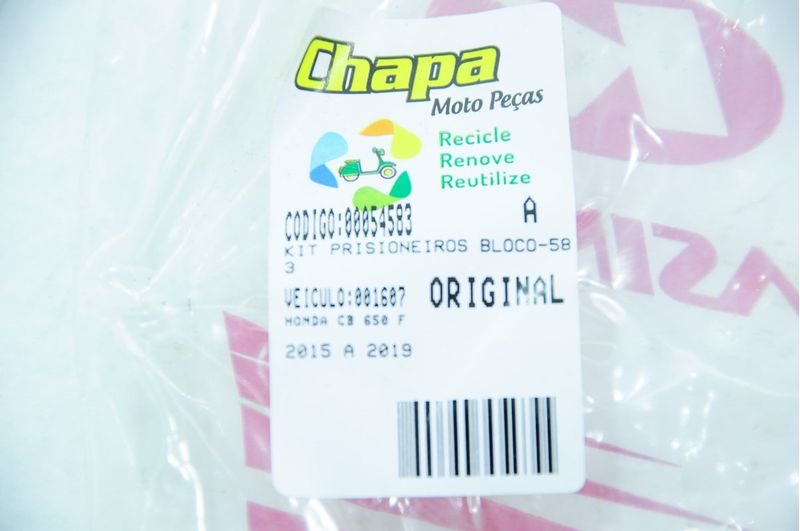 Chapa
Moto Peças
Recicle
Renove
Reutilize
CODIGO:00054583 A
KIT PRISIONEIROS BLOCO-58
3
VEICULO:001607 ORIGINAL
HONDA CB 650 F
2015 A 2019